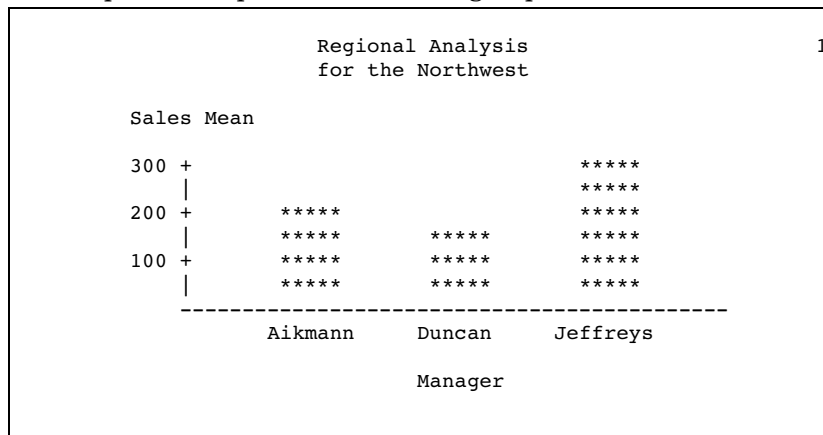 Regional Analysis 1
for the Northwest
Sales Mean
300 + *****
| *****
200 + ***** *****
| ***** ***** *****
100 + ***** ***** *****
| ***** ***** *****
--------------------------------------------
Aikmann Duncan Jeffreys
Manager